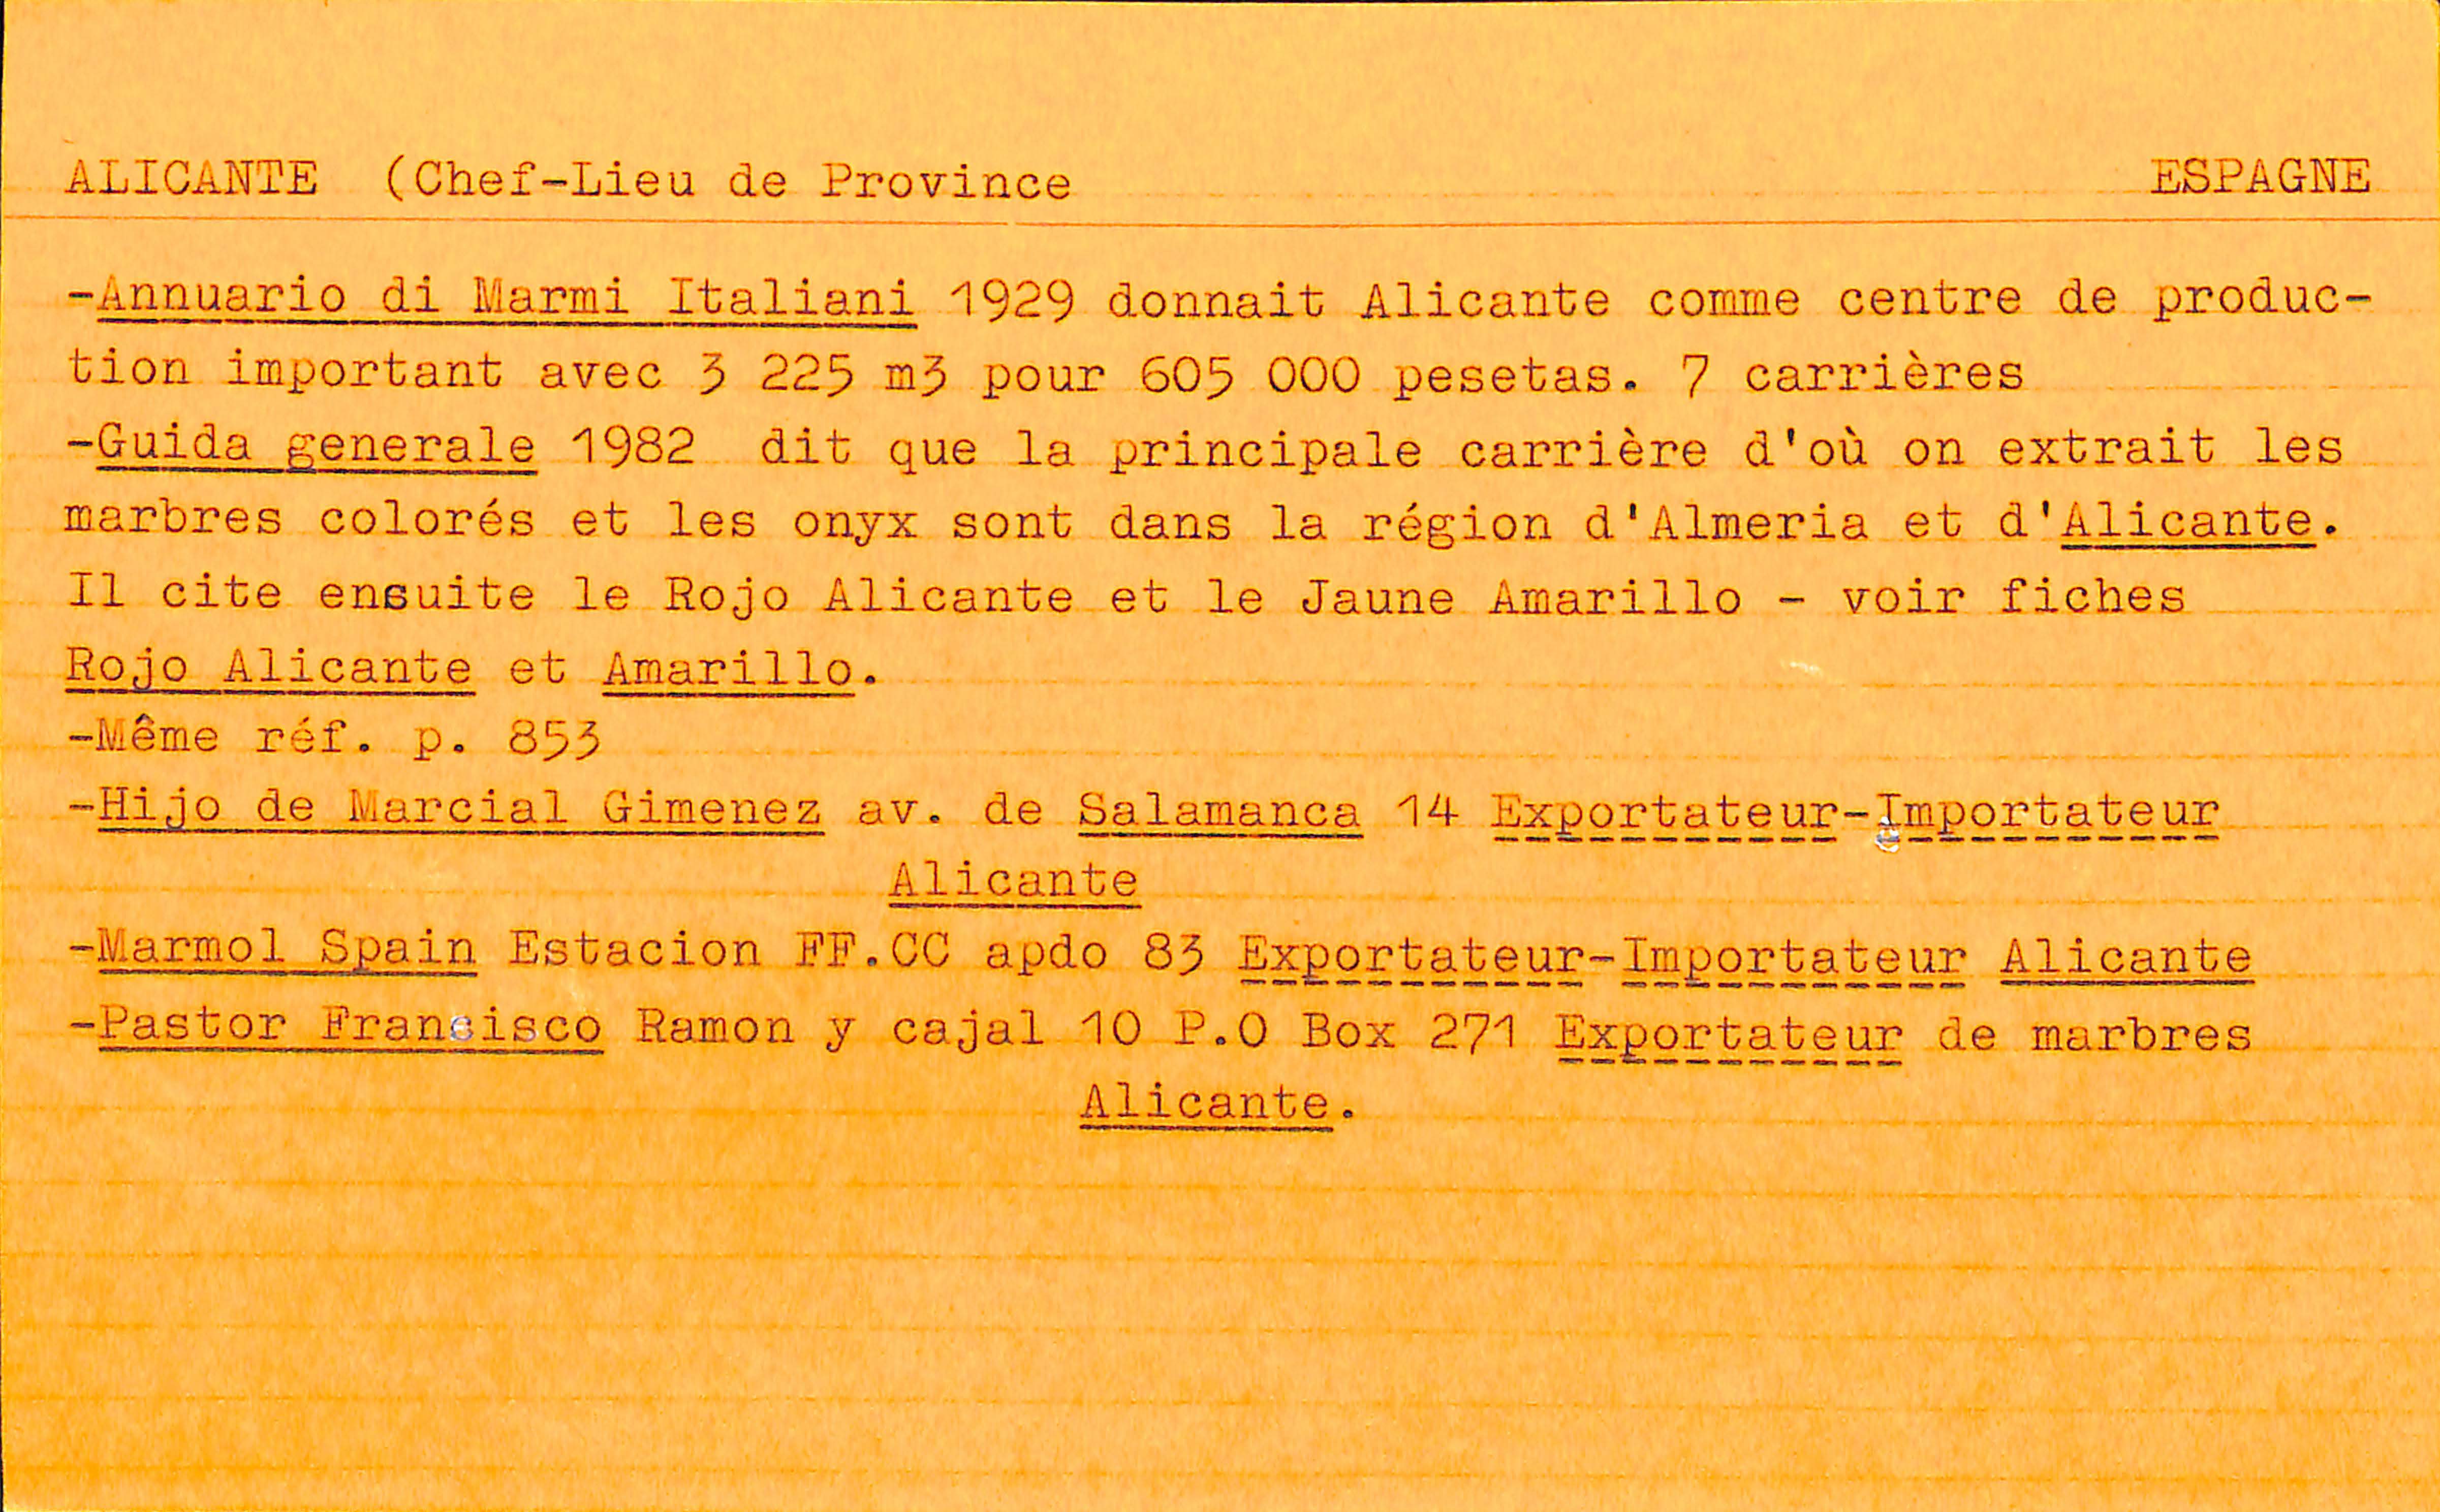 ALICANTE (Chef-Lieu de Province ESPAGNE
-Annuario di Marmi Italiani 1929 donnait Alicante comme centre de produc-
tion important avec 3 225 m3 pour 605 000 pesetas. 7 carrières
-Guida generale 1982 dit que la principale carrière d'où on extrait les
marbres colorés et les onyx sont dans la région d'Almeria et d'Alicante.
Il cite ensuite le Rojo Alicante et le Jaune Amarillo - voir fiches
Rojo Alicante et Amarillo.
-Même réf. p. 853
-Hijo de Marcial Gimenez av. de Salamanca 14 Exportateur-Importateur
Alicante
-Marmol Spain Estacion FF.CC apdo 83 Exportateur-Importateur Alicante
-Pastor Francisco Ramon y cajal 10 P.O Box 271 Exportateur de marbres
Alicante.